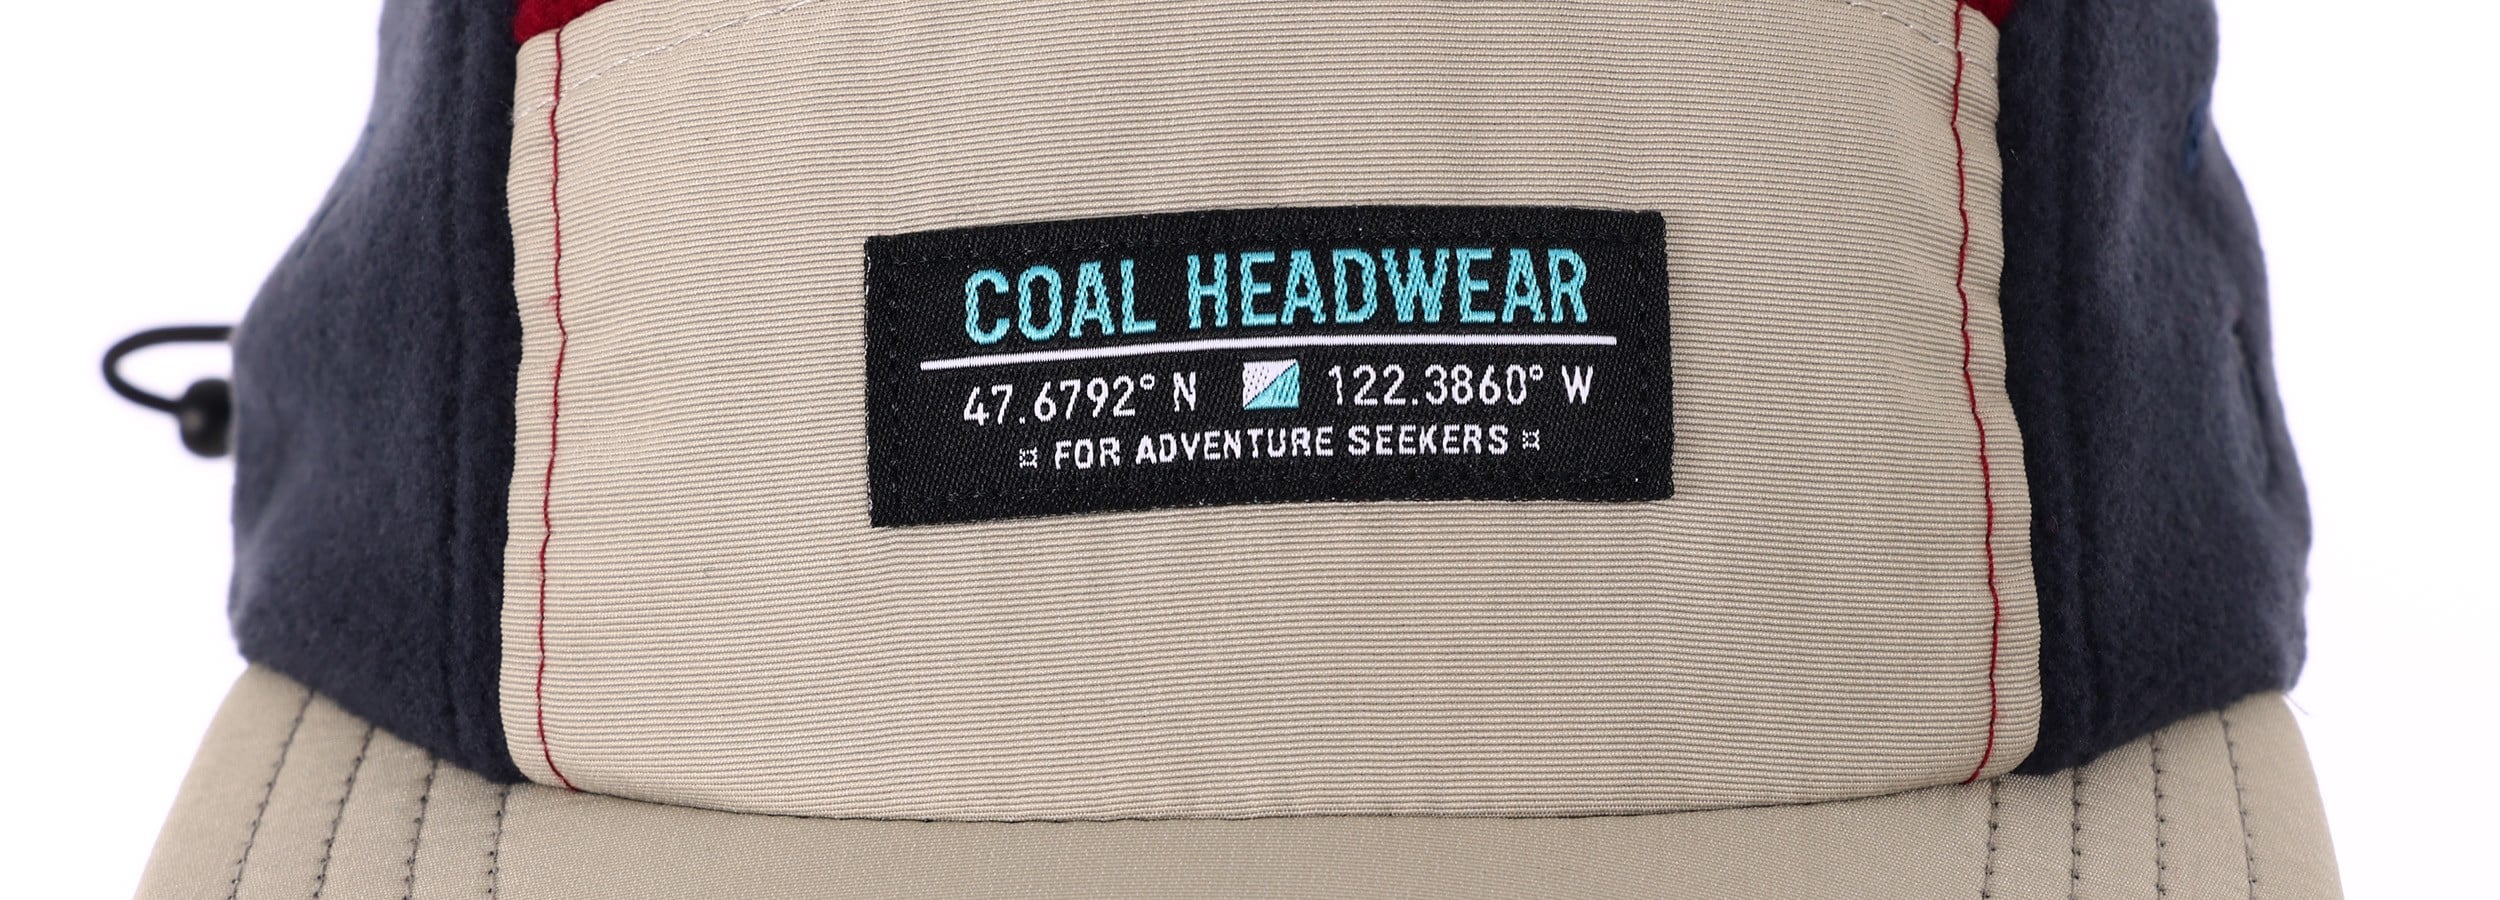 COAL HEADWEAR
47.6792° N 122.3860° W
FOR ADVENTURE SEEKERS